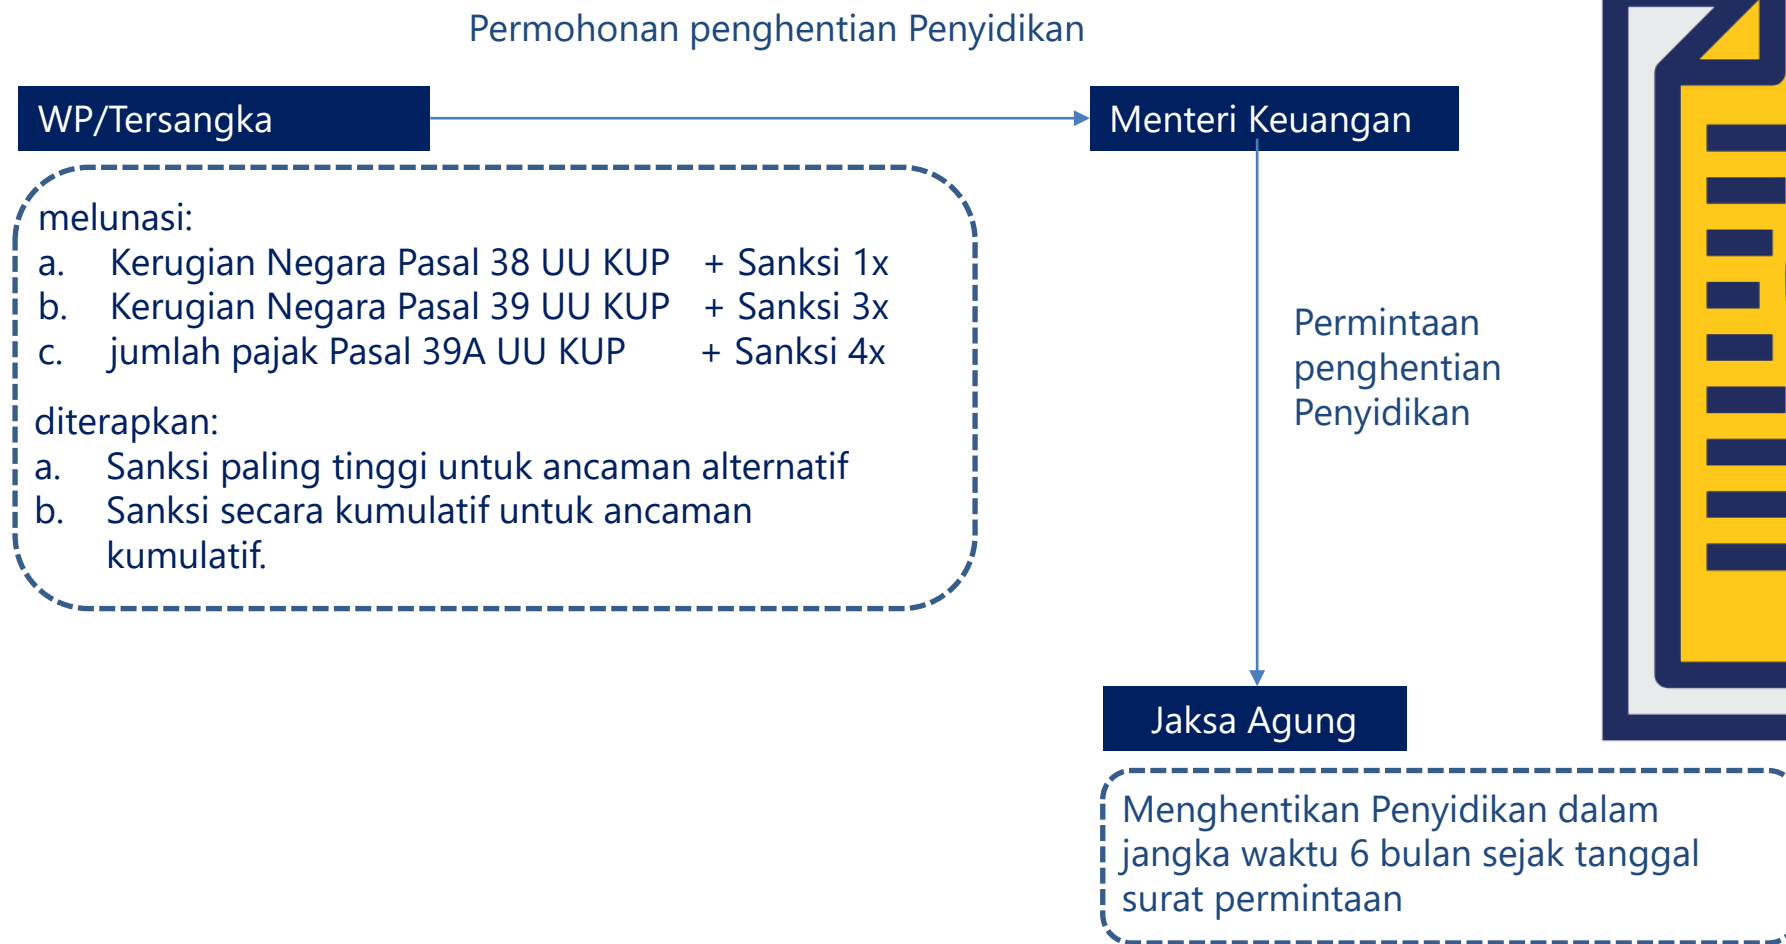 Permohonan penghentian Penyidikan
WP/Tersangka
Menteri Keuangan
melunasi:
a. Kerugian Negara Pasal 38 UU KUP + Sanksi 1x
b. Kerugian Negara Pasal 39 UU KUP + Sanksi 3x
c. jumlah pajak Pasal 39A UU KUP + Sanksi 4x
diterapkan:
a. Sanksi paling tinggi untuk ancaman alternatif
b. Sanksi secara kumulatif untuk ancaman
kumulatif.
Permintaan
penghentian
Penyidikan
Jaksa Agung
Menghentikan Penyidikan dalam
jangka waktu 6 bulan sejak tanggal
surat permintaan